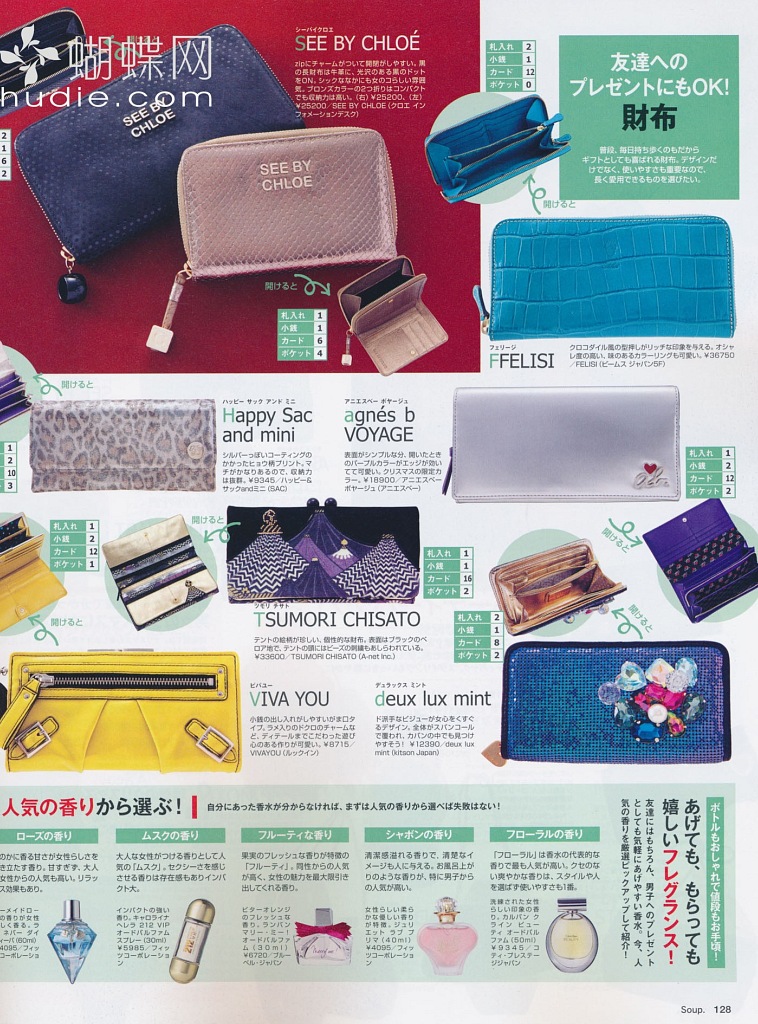 蝴蝶网
hudie.com
SEE BY
CHLOÉ
SEE BY
CHLOÉ
開けると
シーバイクロエ
SEE BY CHLOÉ
zipにチャームがついて開閉がしやすい。黒
の長財布は牛革に、光沢のある黒のドット
をON。シックななかにも女のコらしい雰囲
気。ブロンズカラーの2つ折りはコンパクト
でも収納力は高い。(右)¥25200、(左)
¥25200/SEE BY CHLOE(クロエ イン
フォメーションデスク)
2
1
6
2
開けると
札入れ 1
小銭 1
カード 6
ポケット 4
札入れ 2
小銭 1
カード 12
ポケット 0
開けると
友達への
プレゼントにもOK!
財布
普段、毎日持ち歩くのもだから
ギフトとしても喜ばれる財布。デザインだ
けでなく、使いやすさも重要なので、
長く愛用できるものを選びたい。
フェリージ
FFELISI
クロコダイル風の型押しがリッチな印象を与える。オシャ
レ度の高い、味のあるカラーリングも可愛い。¥36750
/FELISI(ビームス ジャパン5F)
開けると
1
2
10
3
ハッピー サック アンド ミニ
Happy Sac
and mini
シルバーっぽいコーティングの
かかったヒョウ柄プリント。マ
チがかなりあるので、収納力
は抜群。¥9345/ハッピー&
サックandミニ(SAC)
アニエスベー ボヤージュ
agnés b
VOYAGE
表面がシンプルな分、開いたとき
のパープルカラーがエッジが効い
てて可愛い。クリスマスの限定カ
ラー。¥18900/アニエスベー
ボヤージュ(アニエスベー)
札入れ 1
小銭 2
カード 12
ポケット 2
開けると
札入れ 1
小銭 2
カード 12
ポケット 1
開けると
開けると
札入れ 1
小銭 1
カード 16
ポケット 2
ツモリ チサト
TSUMORI CHISATO
テントの絵柄が珍しい、個性的な財布。表面はブラックのベ
ロア地で、テントの頭にはビーズの刺繍もあしらわれている。
¥33600/TSUMORI CHISATO(A-net Inc.)
札入れ 2
小銭 1
カード 8
ポケット 2
開けると
ビバユー
VIVA YOU
小銭の出し入れがしやすいがま口タ
イプ。ラメ入りのドクロのチャームな
ど、ディテールまでこだわった遊び
心のある作りが可愛い。¥8715/
VIVAYOU(ルックイン)
デュラックス ミント
deux lux mint
ド派手なビジューが女心をくすぐ
るデザイン。全体がスパンコール
で覆われ、カバンの中でも見つけ
やすそう! ¥12390/deux lux
mint(kitson Japan)
人気の香りから選ぶ!
自分にあった香水が分からなければ、まずは人気の香りから選べば失敗はない!
ローズの香り
のかに香る甘さが女性らしさを
き立たす香り。甘すぎず、大人
女性からの人気も高い。リラッ
ス効果もあり。
ーメイドロー
の香りが女性
しく香る。ラ
ネバー ダイ
ーパ(60ml)
4095/フィッ
コーポレーショ
ムスクの香り
大人な女性がつける香りとして人
気の「ムスク」。セクシーさを感じ
させる香りは存在感もありインパ
クト大。
インパクトの強い
香り。キャロライナ
ヘレラ 212 VIP
オードパルファム
スプレー(30ml)
¥5985/フィッ
ツコーポレーショ
ン
フルーティな香り
果実のフレッシュな香りが特徴
の「フルーティ」。同性からの人気
が高く、女性の魅力を最大限引き
出してくれる香り。
ビターオレンジ
のフレッシュな
香り。ランバン
マリー・ミー!
オードパルファ
ム(30ml)
¥6720/ブルー
ベル・ジャパン
シャボンの香り
清潔感溢れる香りで、清楚なイ
メージも人に与える。お風呂上が
りのような香りが、特に男子から
の人気が高い。
女性らしい柔ら
かな優しい香り
が特徴。ジュリ
エット ラブ プ
リマ(40ml)
¥4095/フィッ
ツコーポレーショ
ン
フローラルの香り
「フローラル」は香水の代表的な
香りで最も人気が高い。クセのな
い爽やかな香りは、スタイルや人
を選ばず使いやすさも1番。
洗練された女性
らしい印象の香
り。カルバン ク
ライン ビュー
ティ オードパル
ファム(50ml)
¥9345/コ
ティ・プレステー
ジジャパン
ボトルもおしゃれで値段もお手頃!
あげても、もらっても
嬉しいフレグランス!
友達にはもちろん、男子へのプレゼント
としても気軽にあげやすい香水。今、人
気の香りを厳選ピックアップして紹介!
Soup. 128